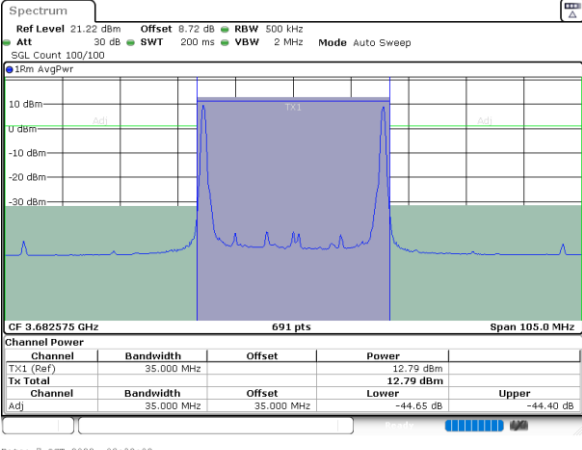 Spectrum
Ref Level 21.22 dBm Offset 8.72 dB RBW 500 kHz
Att 30 dB SWT 200 ms VBW 2 MHz Mode Auto Sweep
SGL Count 100/100
1Rm AvgPwr
10 dBm
TX1
Adj Adj
0 dBm
-10 dBm
-20 dBm
-30 dBm
CF 3.682575 GHz 691 pts Span 105.0 MHz
Channel Power
Channel Bandwidth Offset Power
TX1 (Ref) 35.000 MHz 12.79 dBm
Tx Total 12.79 dBm
Channel Bandwidth Offset Lower Upper
Adj 35.000 MHz 35.000 MHz -44.65 dB -44.40 dB
Ready